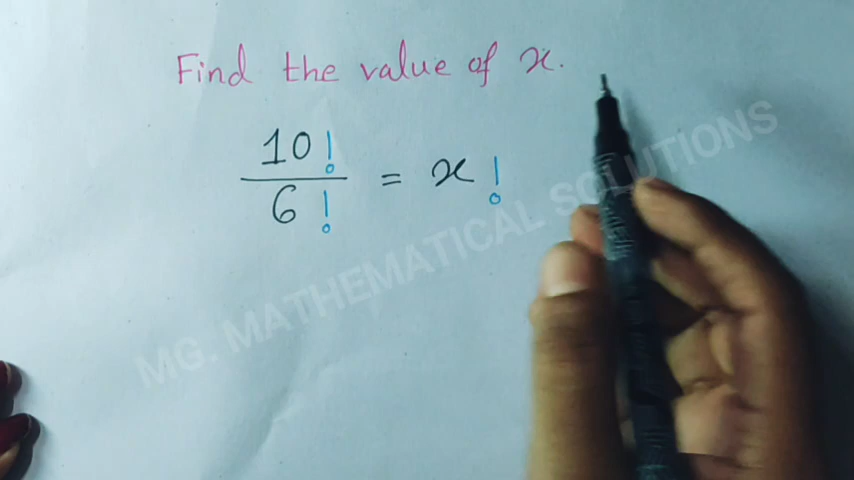 Find the value of x.
10!/6! = x!
MG. MATHEMATICAL SOLUTIONS